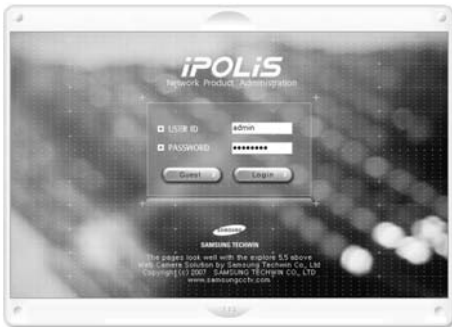 iPOLiS
Network Product Administration
USER ID
admin
PASSWORD
••••••••
Guest
Login
SAMSUNG
SAMSUNG TECHWIN
The pages look well with the explore 5,5 above
Web Camera Solution by Samsung Techwin Co., Ltd
Copyright(c) 2007 SAMSUNG TECHWIN CO., LTD
www.samsungcctv.com